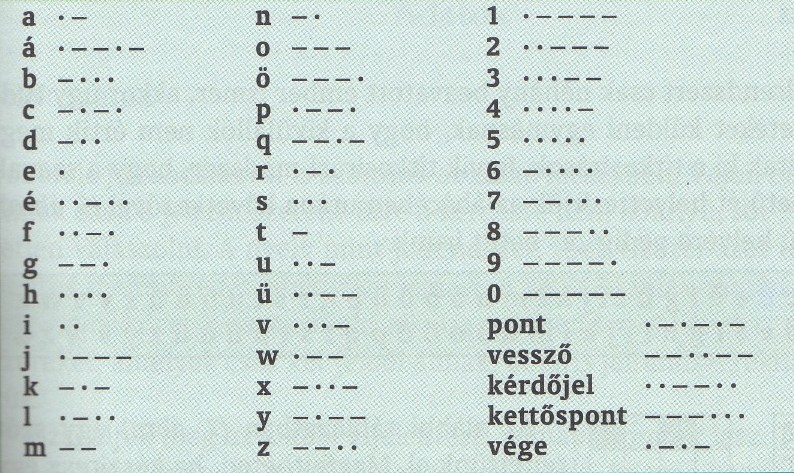 a ·–
á ·––·–
b –···
c –·–·
d –··
e ·
é ··–··
f ··–·
g ––·
h ····
i ··
j ·–––
k –·–
l ·–··
m ––
n –·
o –––
ö –––·
p ·––·
q ––·–
r ·–·
s ···
t –
u ··–
ü ··––
v ···–
w ·––
x –··–
y –·––
z ––··
1 ·––––
2 ··–––
3 ···––
4 ····–
5 ·····
6 –····
7 ––···
8 –––··
9 ––––·
0 –––––
pont ·–·–·–
vessző ––··––
kérdőjel ··––··
kettőspont –––···
vége ·–·–